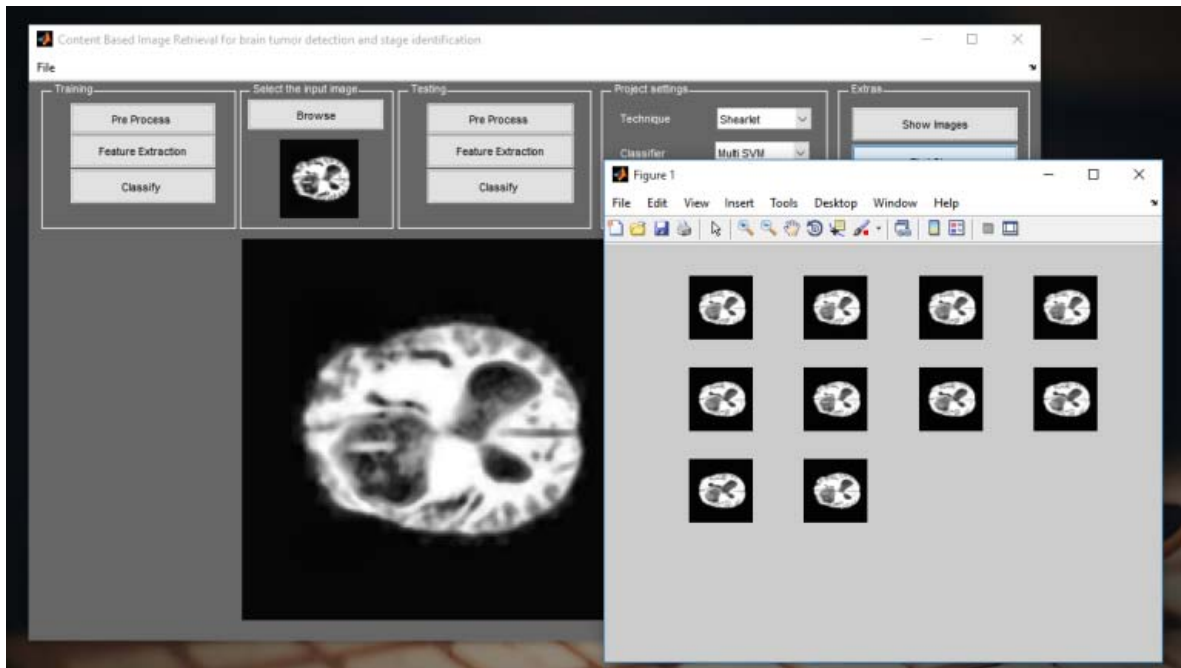 Content Based Image Retrieval for brain tumor detection and stage identification
File
Training
Pre Process
Feature Extraction
Classify
Select the input image
Browse
Testing
Pre Process
Feature Extraction
Classify
Project settings
Technique Shearlet
Classifier Multi SVM
Extras
Show Images
Figure 1
File Edit View Insert Tools Desktop Window Help